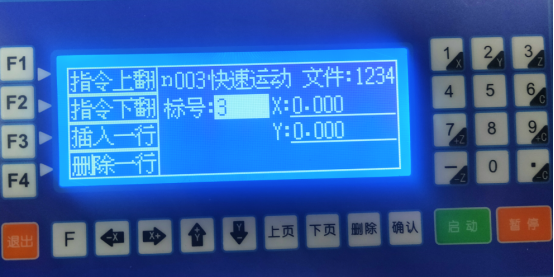 F1
F2
F3
F4
指令上翻 n003快速运动 文件:1234
指令下翻 标号:3 X:0.000
插入一行 Y:0.000
删除一行
1 X 2 Y 3 Z
4 5 6 C
7 +Z 8 9 -C
— -Z 0 . -C
退出 F -X X+ +Y -Y 上页 下页 删除 确认 启动 暂停